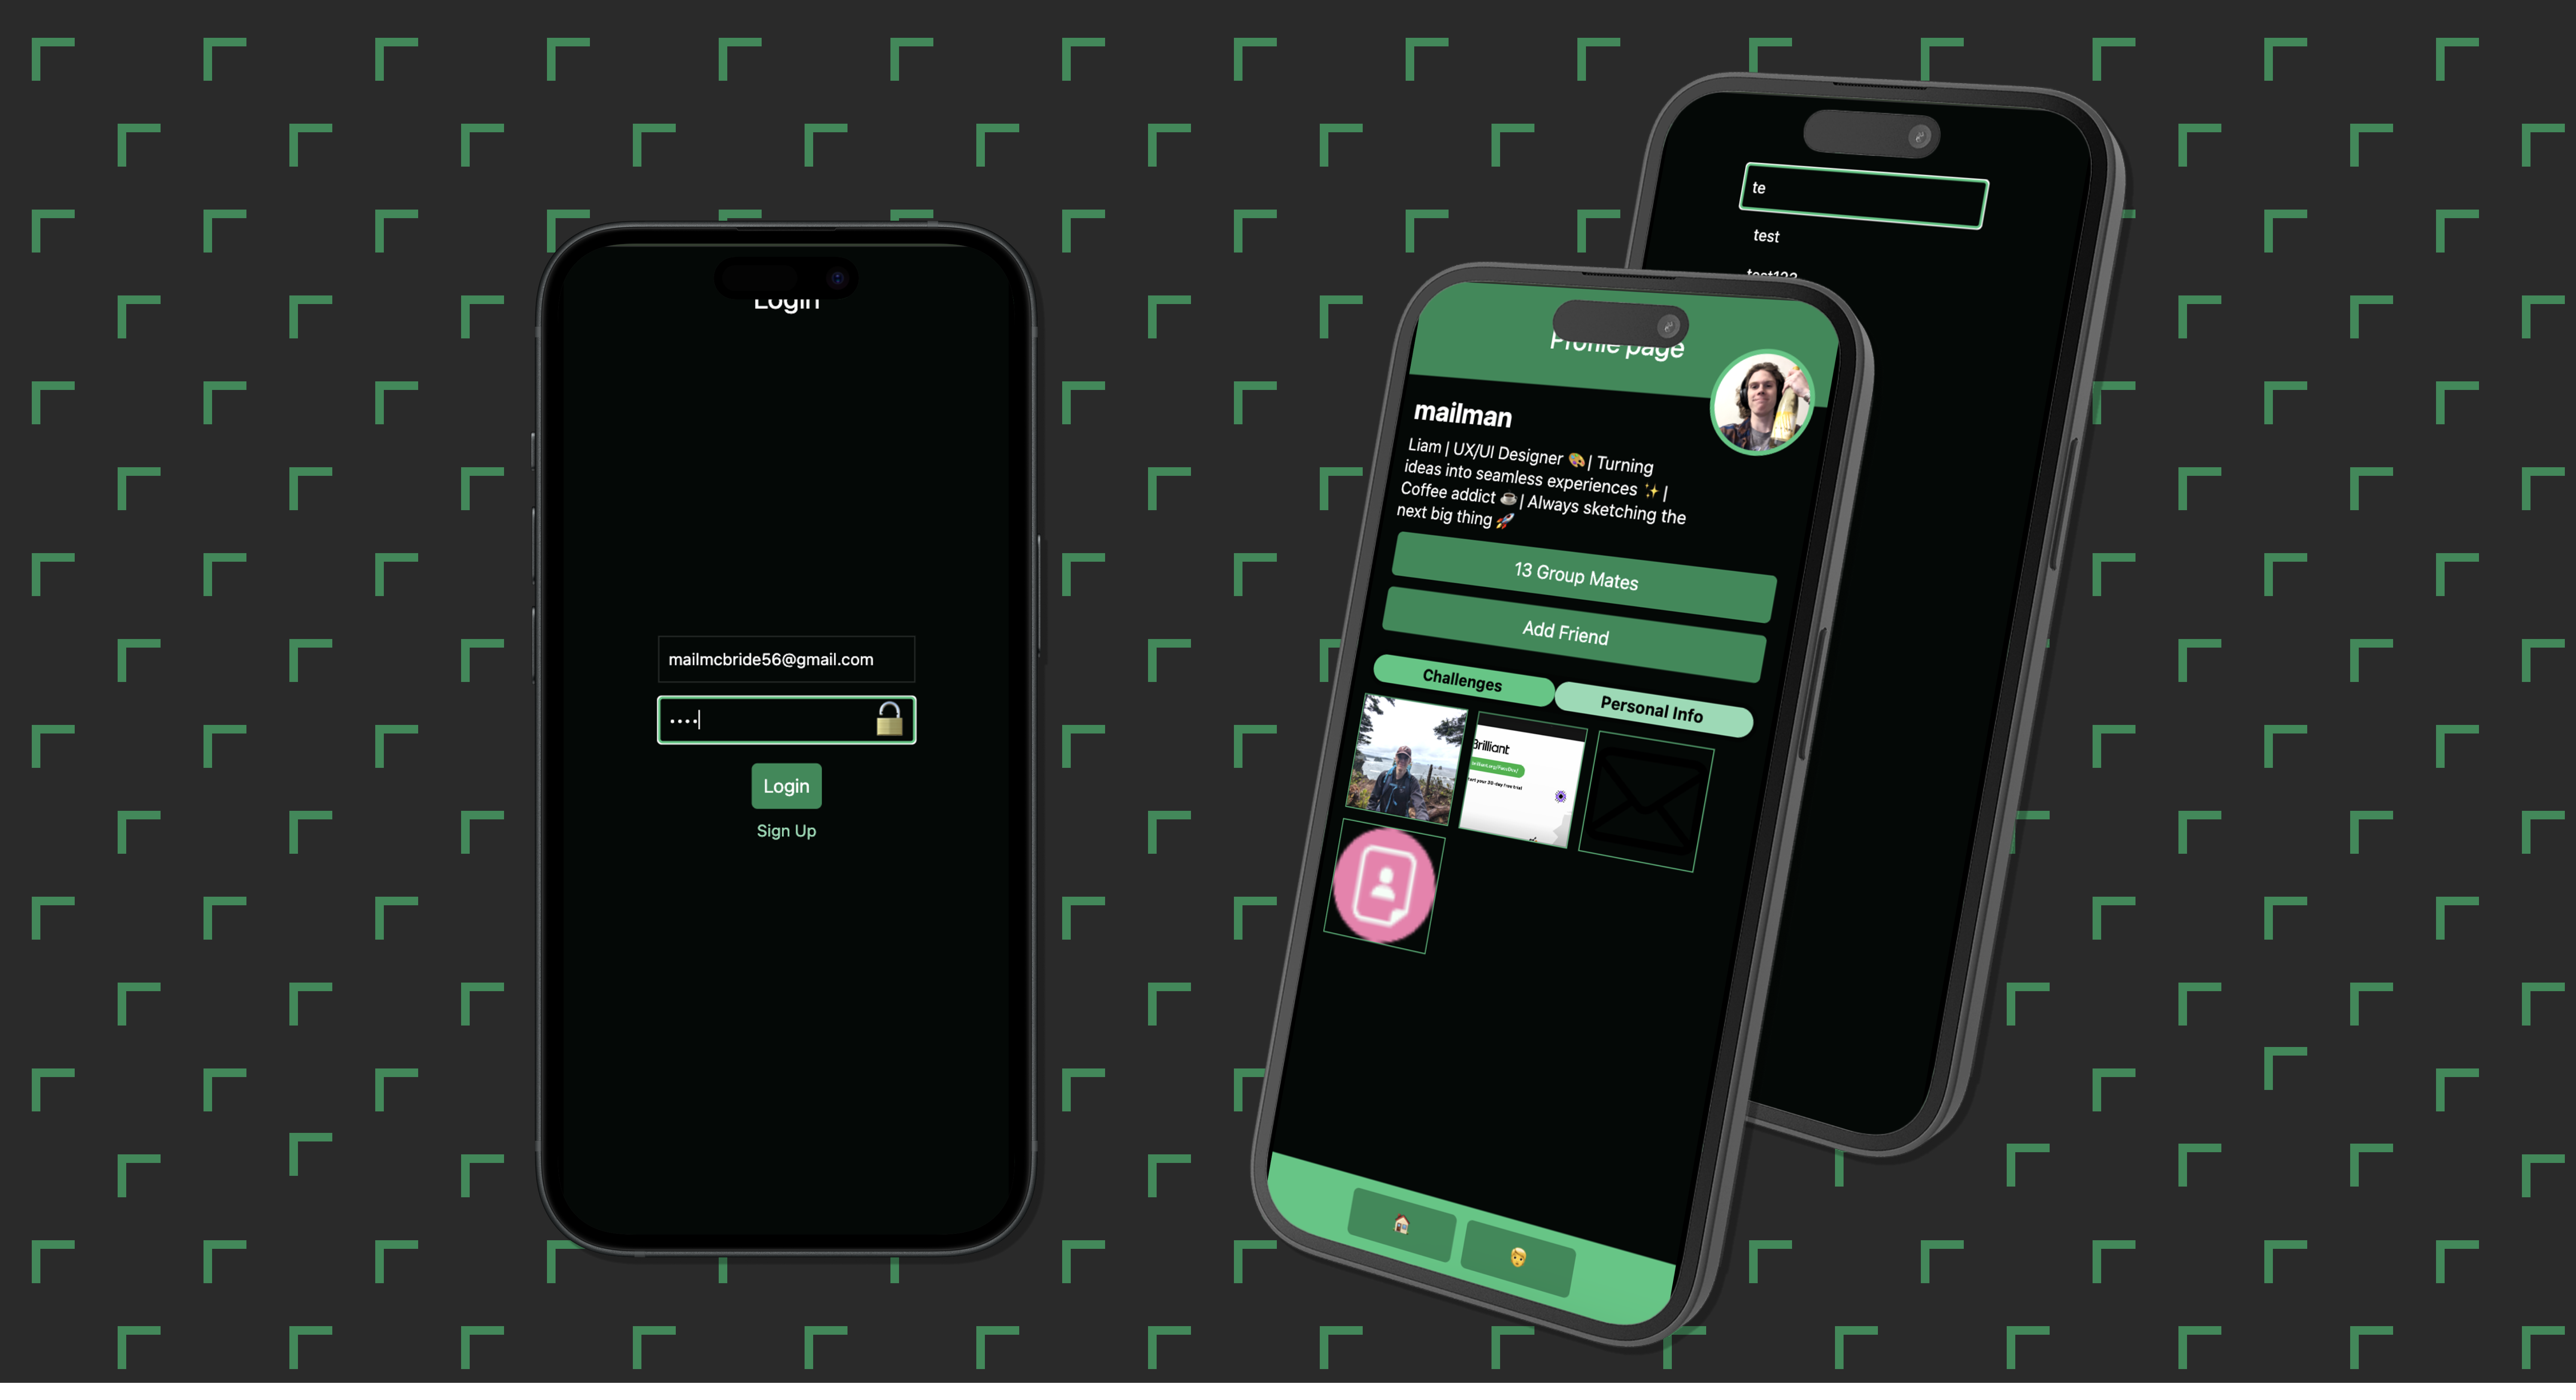 Login
mailmcbride56@gmail.com
Login
Sign Up
te
test
test123
Profile page
mailman
Liam | UX/UI Designer 🎨| Turning
ideas into seamless experiences ✨ |
Coffee addict ☕| Always sketching the
next big thing 🚀
13 Group Mates
Add Friend
Challenges
Personal Info
Brilliant